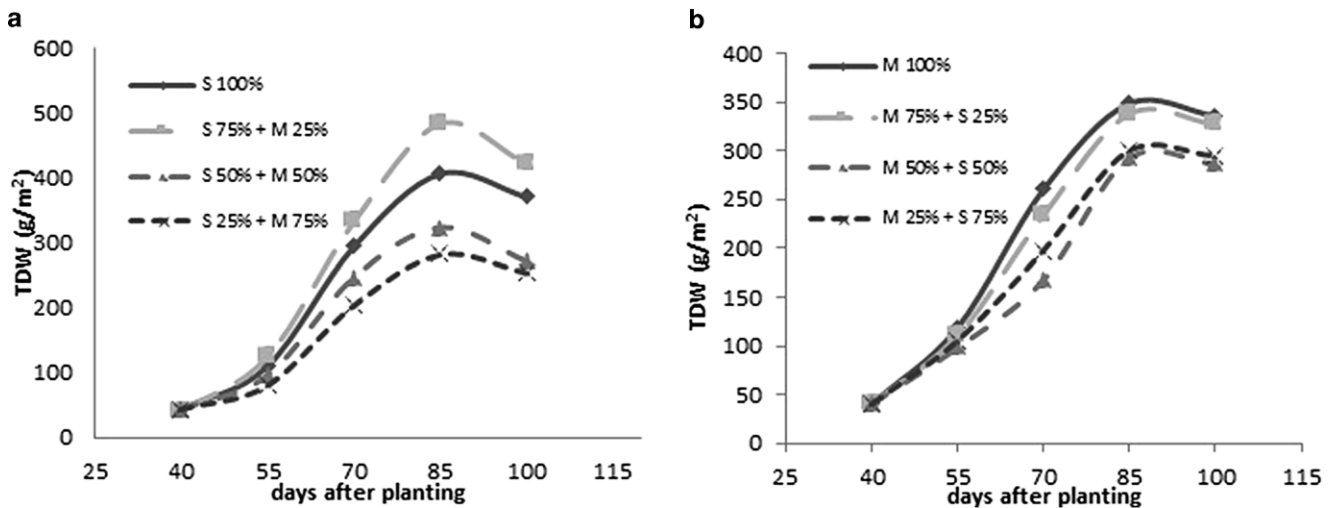 a
600
500
400
300
200
100
0
TDW (g/m²)
S 100%
S 75% + M 25%
S 50% + M 50%
S 25% + M 75%
25 40 55 70 85 100 115
days after planting
b
400
350
300
250
200
150
100
50
0
TDW (g/m²)
M 100%
M 75% + S 25%
M 50% + S 50%
M 25% + S 75%
25 40 55 70 85 100 115
days after planting